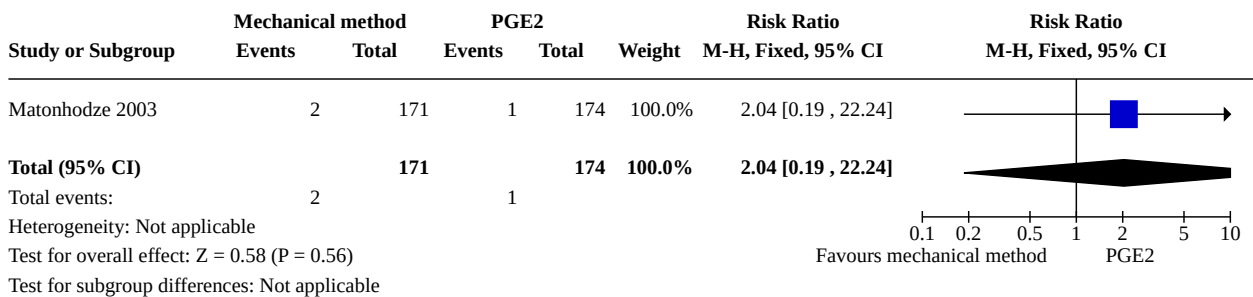 Mechanical method PGE2 Risk Ratio Risk Ratio
Study or Subgroup Events Total Events Total Weight M-H, Fixed, 95% CI M-H, Fixed, 95% CI
Matonhodze 2003 2 171 1 174 100.0% 2.04 [0.19 , 22.24]
Total (95% CI) 171 174 100.0% 2.04 [0.19 , 22.24]
Total events: 2 1
Heterogeneity: Not applicable
0.1 0.2 0.5 1 2 5 10
Test for overall effect: Z = 0.58 (P = 0.56) Favours mechanical method PGE2
Test for subgroup differences: Not applicable